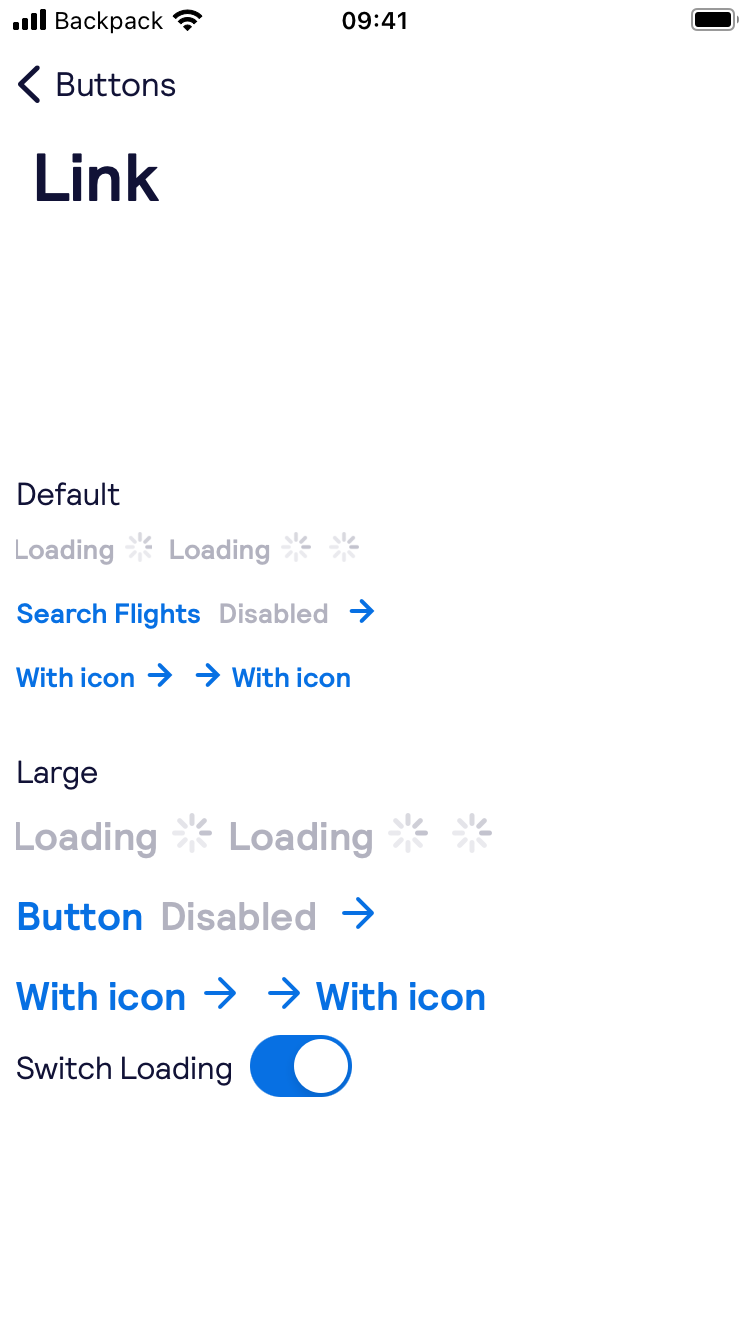 Backpack 09:41
Buttons
Link
Default
Loading Loading
Search Flights Disabled
With icon With icon
Large
Loading Loading
Button Disabled
With icon With icon
Switch Loading